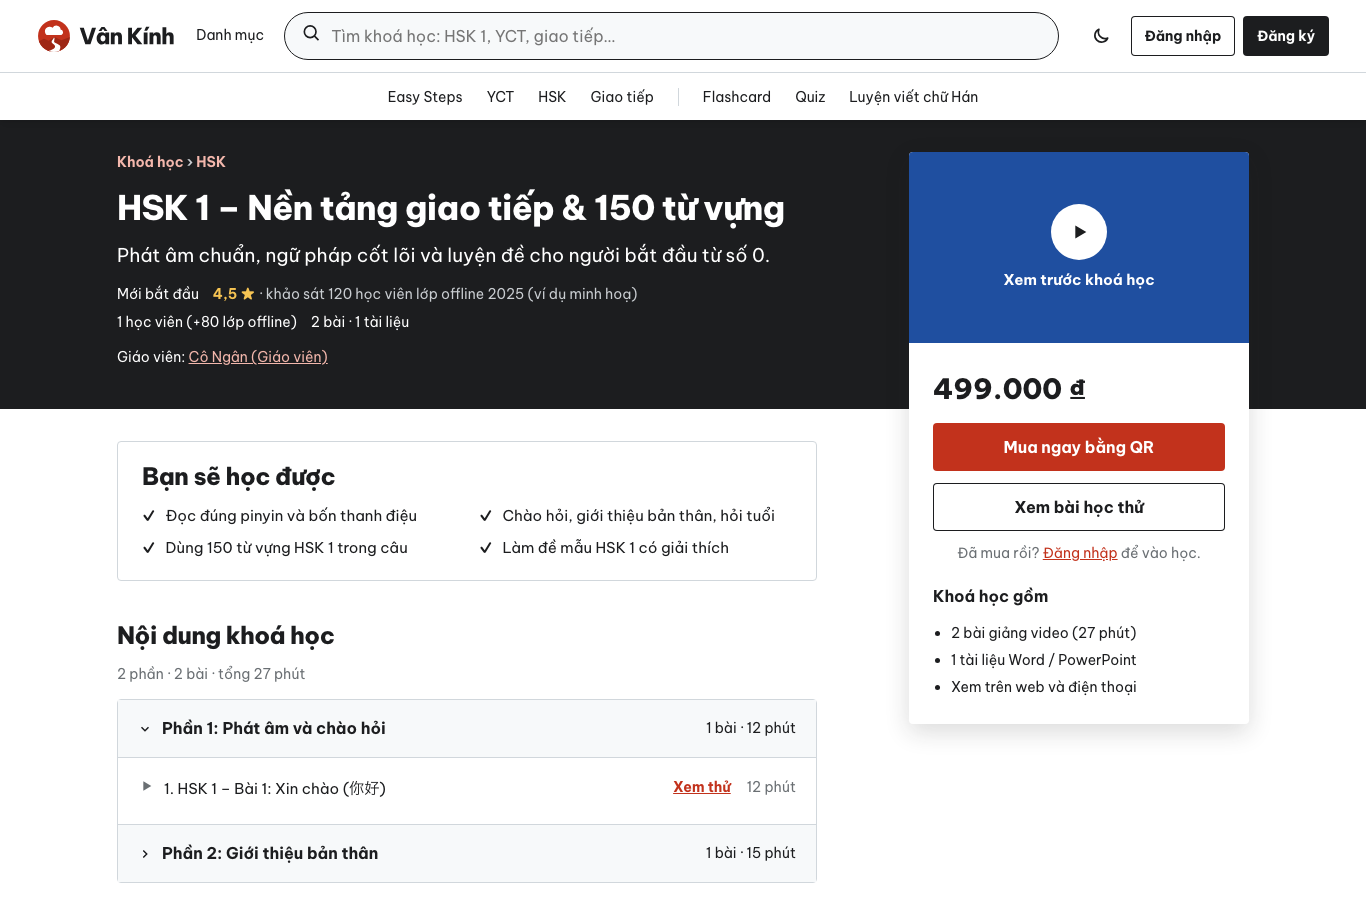 Vân Kính
Danh mục
Tìm khoá học: HSK 1, YCT, giao tiếp...
Đăng nhập
Đăng ký
Easy Steps
YCT
HSK
Giao tiếp
Flashcard
Quiz
Luyện viết chữ Hán
Khoá học › HSK
HSK 1 – Nền tảng giao tiếp & 150 từ vựng
Phát âm chuẩn, ngữ pháp cốt lõi và luyện đề cho người bắt đầu từ số 0.
Mới bắt đầu 4,5 ★ · khảo sát 120 học viên lớp offline 2025 (ví dụ minh hoạ)
1 học viên (+80 lớp offline) 2 bài · 1 tài liệu
Giáo viên: Cô Ngân (Giáo viên)
Xem trước khoá học
499.000 ₫
Mua ngay bằng QR
Xem bài học thử
Đã mua rồi? Đăng nhập để vào học.
Khoá học gồm
• 2 bài giảng video (27 phút)
• 1 tài liệu Word / PowerPoint
• Xem trên web và điện thoại
Bạn sẽ học được
Đọc đúng pinyin và bốn thanh điệu
Chào hỏi, giới thiệu bản thân, hỏi tuổi
Dùng 150 từ vựng HSK 1 trong câu
Làm đề mẫu HSK 1 có giải thích
Nội dung khoá học
2 phần · 2 bài · tổng 27 phút
Phần 1: Phát âm và chào hỏi
1 bài · 12 phút
1. HSK 1 – Bài 1: Xin chào (你好)
Xem thử
12 phút
Phần 2: Giới thiệu bản thân
1 bài · 15 phút